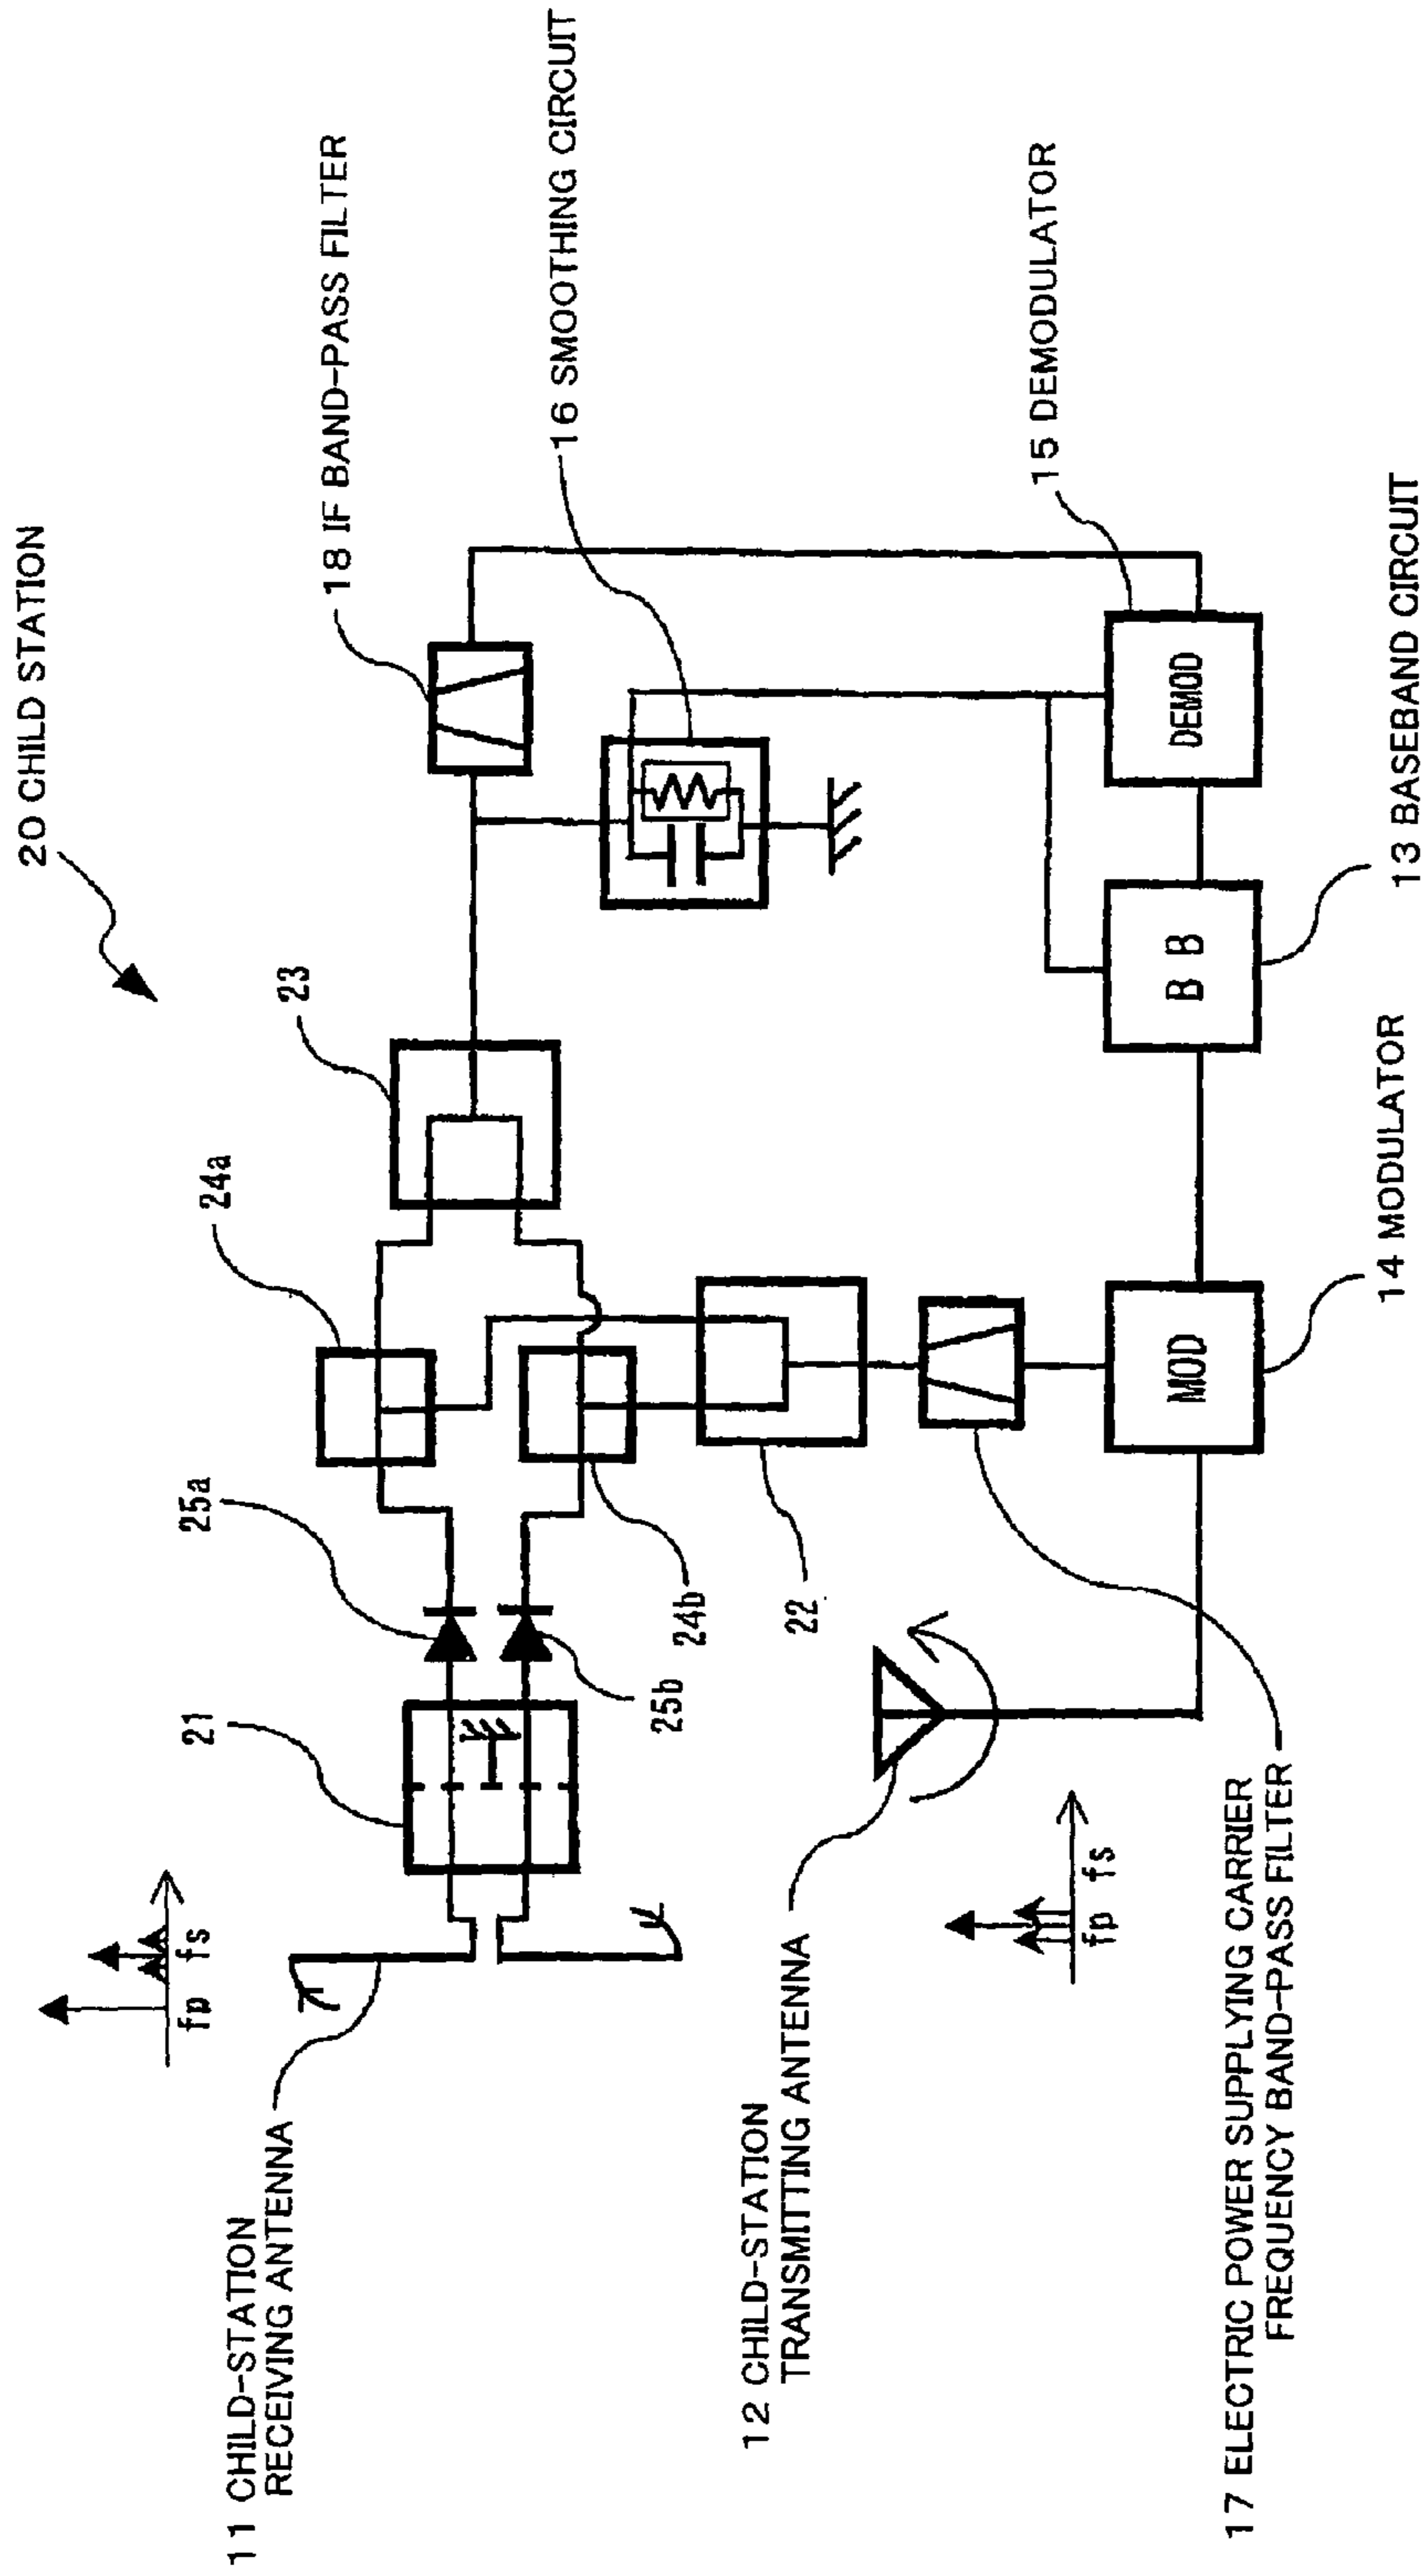 20 CHILD STATION
11 CHILD-STATION
RECEIVING ANTENNA
fp fs
21
25a
25b
24a
24b
23
18 IF BAND-PASS FILTER
16 SMOOTHING CIRCUIT
22
12 CHILD-STATION
TRANSMITTING ANTENNA
fp fs
17 ELECTRIC POWER SUPPLYING CARRIER
FREQUENCY BAND-PASS FILTER
MOD
14 MODULATOR
B B
13 BASEBAND CIRCUIT
DEMOD
15 DEMODULATOR